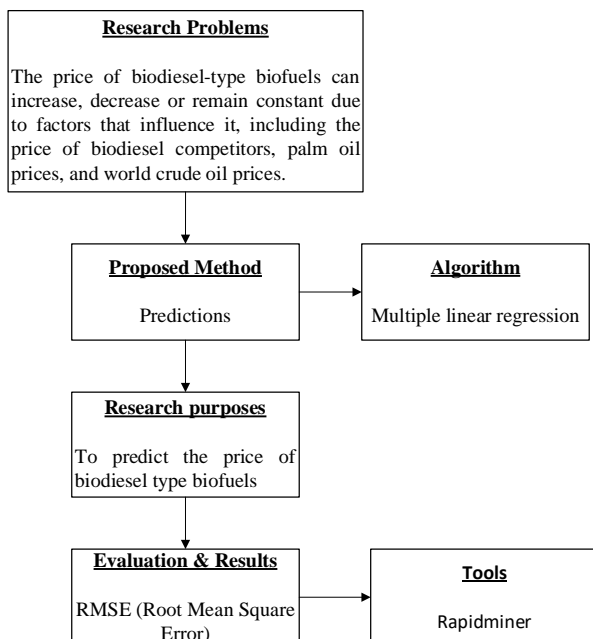 Research Problems
The price of biodiesel-type biofuels can
increase, decrease or remain constant due
to factors that influence it, including the
price of biodiesel competitors, palm oil
prices, and world crude oil prices.
Proposed Method
Predictions
Algorithm
Multiple linear regression
Research purposes
To predict the price of
biodiesel type biofuels
Evaluation & Results
RMSE (Root Mean Square
Error)
Tools
Rapidminer